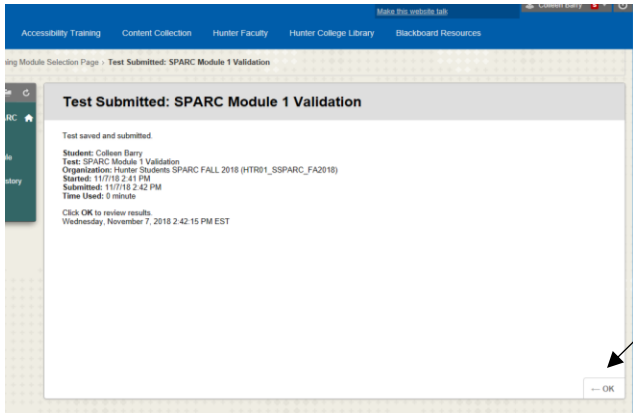 Make this website talk
Colleen Barry 5
Accessibility Training Content Collection Hunter Faculty Hunter College Library Blackboard Resources
Module Selection Page › Test Submitted: SPARC Module 1 Validation
Test Submitted: SPARC Module 1 Validation
Test saved and submitted.
Student: Colleen Barry
Test: SPARC Module 1 Validation
Organization: Hunter Students SPARC FALL 2018 (HTR01_SSPARC_FA2018)
Started: 11/7/18 2:41 PM
Submitted: 11/7/18 2:42 PM
Time Used: 0 minute
Click OK to review results.
Wednesday, November 7, 2018 2:42:15 PM EST
← OK